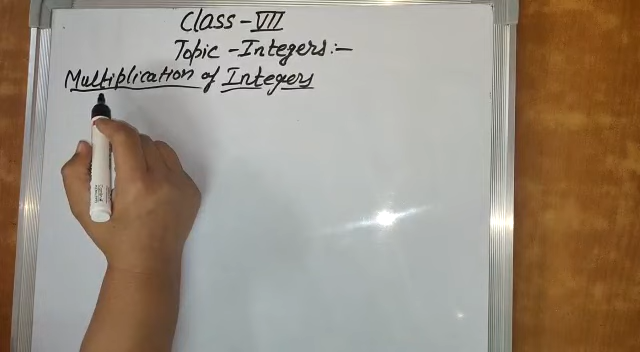 Class-VII
Topic -Integers:-
Multiplication of Integers